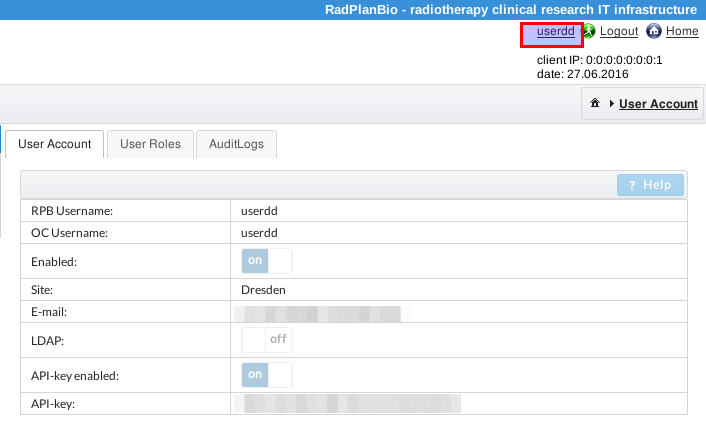 RadPlanBio - radiotherapy clinical research IT infrastructure
userdd Logout Home
client IP: 0:0:0:0:0:0:0:1
date: 27.06.2016
User Account
User Account User Roles AuditLogs
? Help
RPB Username: userdd
OC Username: userdd
Enabled: on
Site: Dresden
E-mail:
LDAP: off
API-key enabled: on
API-key: